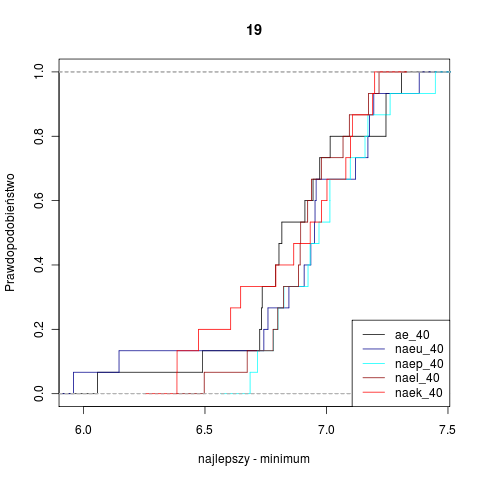 19
Prawdopodobieństwo
1.0
0.8
0.6
0.4
0.2
0.0
ae_40
naeu_40
naep_40
nael_40
naek_40
6.0 6.5 7.0 7.5
najlepszy - minimum